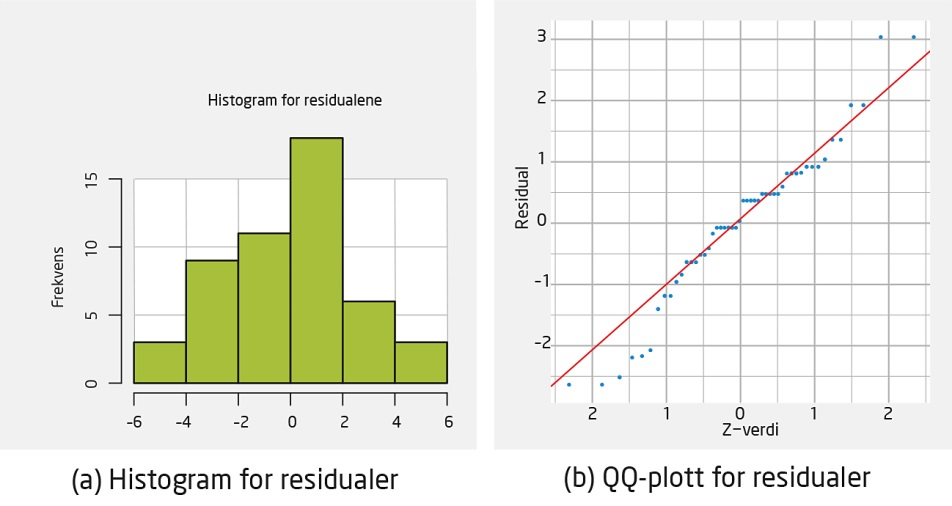 Histogram for residualene
Frekvens
15
10
5
0
-6 -4 -2 0 2 4 6
(a) Histogram for residualer
Residual
3
2
1
0
-1
-2
2 1 0 1 2
Z-verdi
(b) QQ-plott for residualer